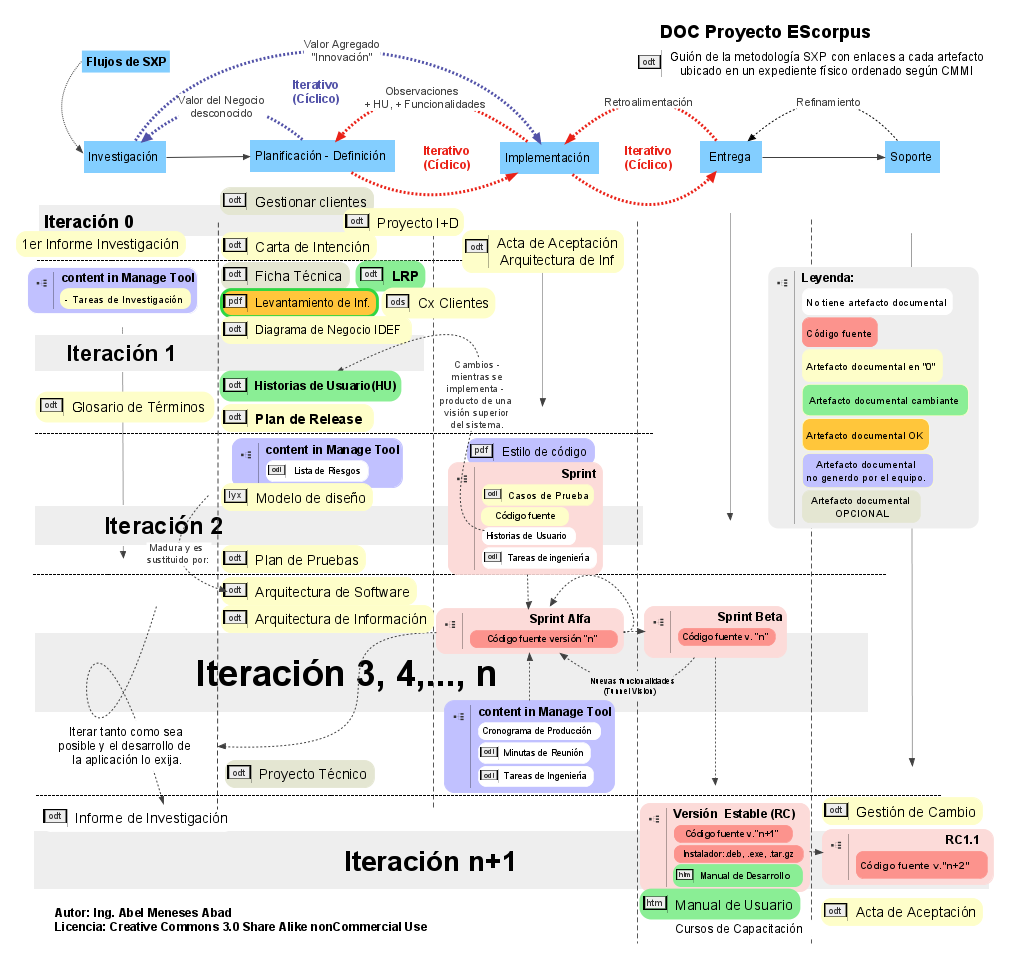 DOC Proyecto EScorpus
odt
Guión de la metodología SXP con enlaces a cada artefacto
ubicado en un expediente físico ordenado según CMMI
Flujos de SXP
Valor Agregado
"Innovación"
Iterativo
(Cíclico)
Valor del Negocio
desconocido
Observaciones
+ HU, + Funcionalidades
Retroalimentación
Refinamiento
Investigación
Planificación - Definición
Iterativo
(Cíclico)
Implementación
Iterativo
(Cíclico)
Entrega
Soporte
odt Gestionar clientes
Iteración 0
odt Proyecto I+D
1er Informe Investigación
odt Carta de Intención
odt Acta de Aceptación
Arquitectura de Inf
content in Manage Tool
- Tareas de Investigación
odt Ficha Técnica
odt LRP
pdf Levantamiento de Inf.
ods Cx Clientes
odt Diagrama de Negocio IDEF
Leyenda:
No tiene artefacto documental
Código fuente
Artefacto documental en "0"
Artefacto documental cambiante
Artefacto documental OK
Artefacto documental
no generdo por el equipo.
Artefacto documental
OPCIONAL
Iteración 1
Cambios -
mientras se
implementa -
producto de una
visión superior
del sistema.
odt Historias de Usuario(HU)
odt Glosario de Términos
odt Plan de Release
content in Manage Tool
odt Lista de Riesgos
pdf Estilo de código
Sprint
odt Casos de Prueba
Código fuente
Historias de Usuario
odt Tareas de ingeniería
lyx Modelo de diseño
Iteración 2
Madura y es
sustituido por:
odt Plan de Pruebas
odt Arquitectura de Software
odt Arquitectura de Información
Sprint Alfa
Código fuente versión "n"
Sprint Beta
Código fuente v. "n"
Iteración 3, 4,..., n
Nuevas funcionalidades
(Tunnel Vision)
content in Manage Tool
Cronograma de Producción
odt Minutas de Reunión
odt Tareas de Ingeniería
Iterar tanto como sea
posible y el desarrollo de
la aplicación lo exija.
odt Proyecto Técnico
odt Informe de Investigación
Versión Estable (RC)
Código fuente v."n+1"
Instalador:.deb, .exe, .tar.gz
htm Manual de Desarrollo
odt Gestión de Cambio
RC1.1
Código fuente v."n+2"
Iteración n+1
htm Manual de Usuario
Cursos de Capacitación
odt Acta de Aceptación
Autor: Ing. Abel Meneses Abad
Licencia: Creative Commons 3.0 Share Alike nonCommercial Use